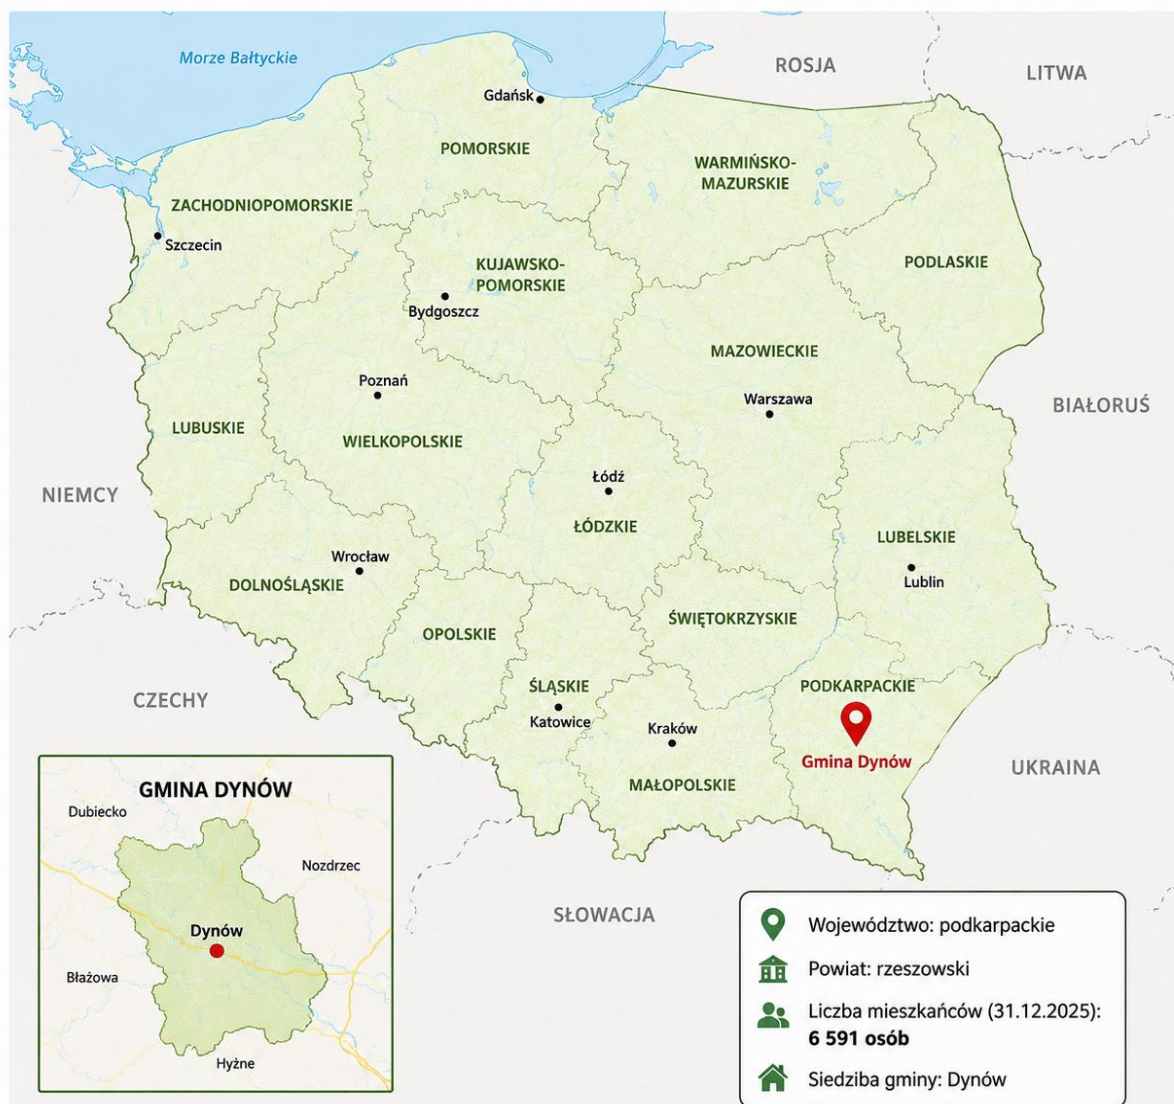 Morze Bałtyckie
ROSJA
LITWA
Gdańsk
POMORSKIE
WARMIŃSKO-
MAZURSKIE
ZACHODNIOPOMORSKIE
Szczecin
KUJAWSKO-
POMORSKIE
PODLASKIE
Bydgoszcz
MAZOWIECKIE
Poznań
Warszawa
BIAŁORUŚ
LUBUSKIE
WIELKOPOLSKIE
Łódź
NIEMCY
ŁÓDZKIE
LUBELSKIE
Wrocław
Lublin
DOLNOŚLĄSKIE
ŚWIĘTOKRZYSKIE
OPOLSKIE
ŚLĄSKIE
PODKARPACKIE
CZECHY
Katowice
Kraków
Gmina Dynów
UKRAINA
MAŁOPOLSKIE
SŁOWACJA
GMINA DYNÓW
Dubiecko
Nozdrzec
Dynów
Błażowa
Hyżne
Województwo: podkarpackie
Powiat: rzeszowski
Liczba mieszkańców (31.12.2025):
6 591 osób
Siedziba gminy: Dynów